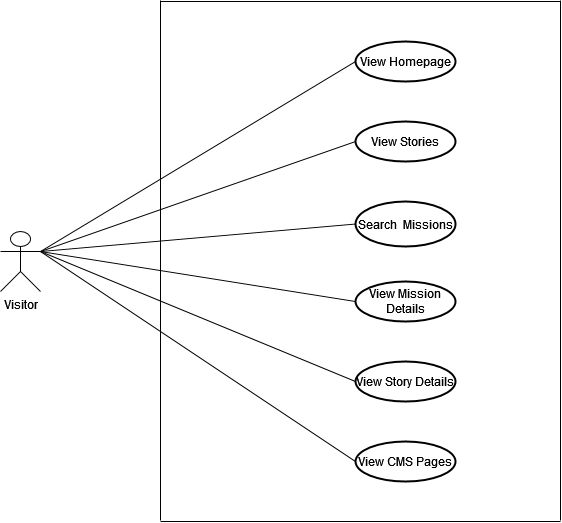 View Homepage
View Stories
Search  Missions
Visitor
View Mission
Details
View Story Details
View CMS Pages